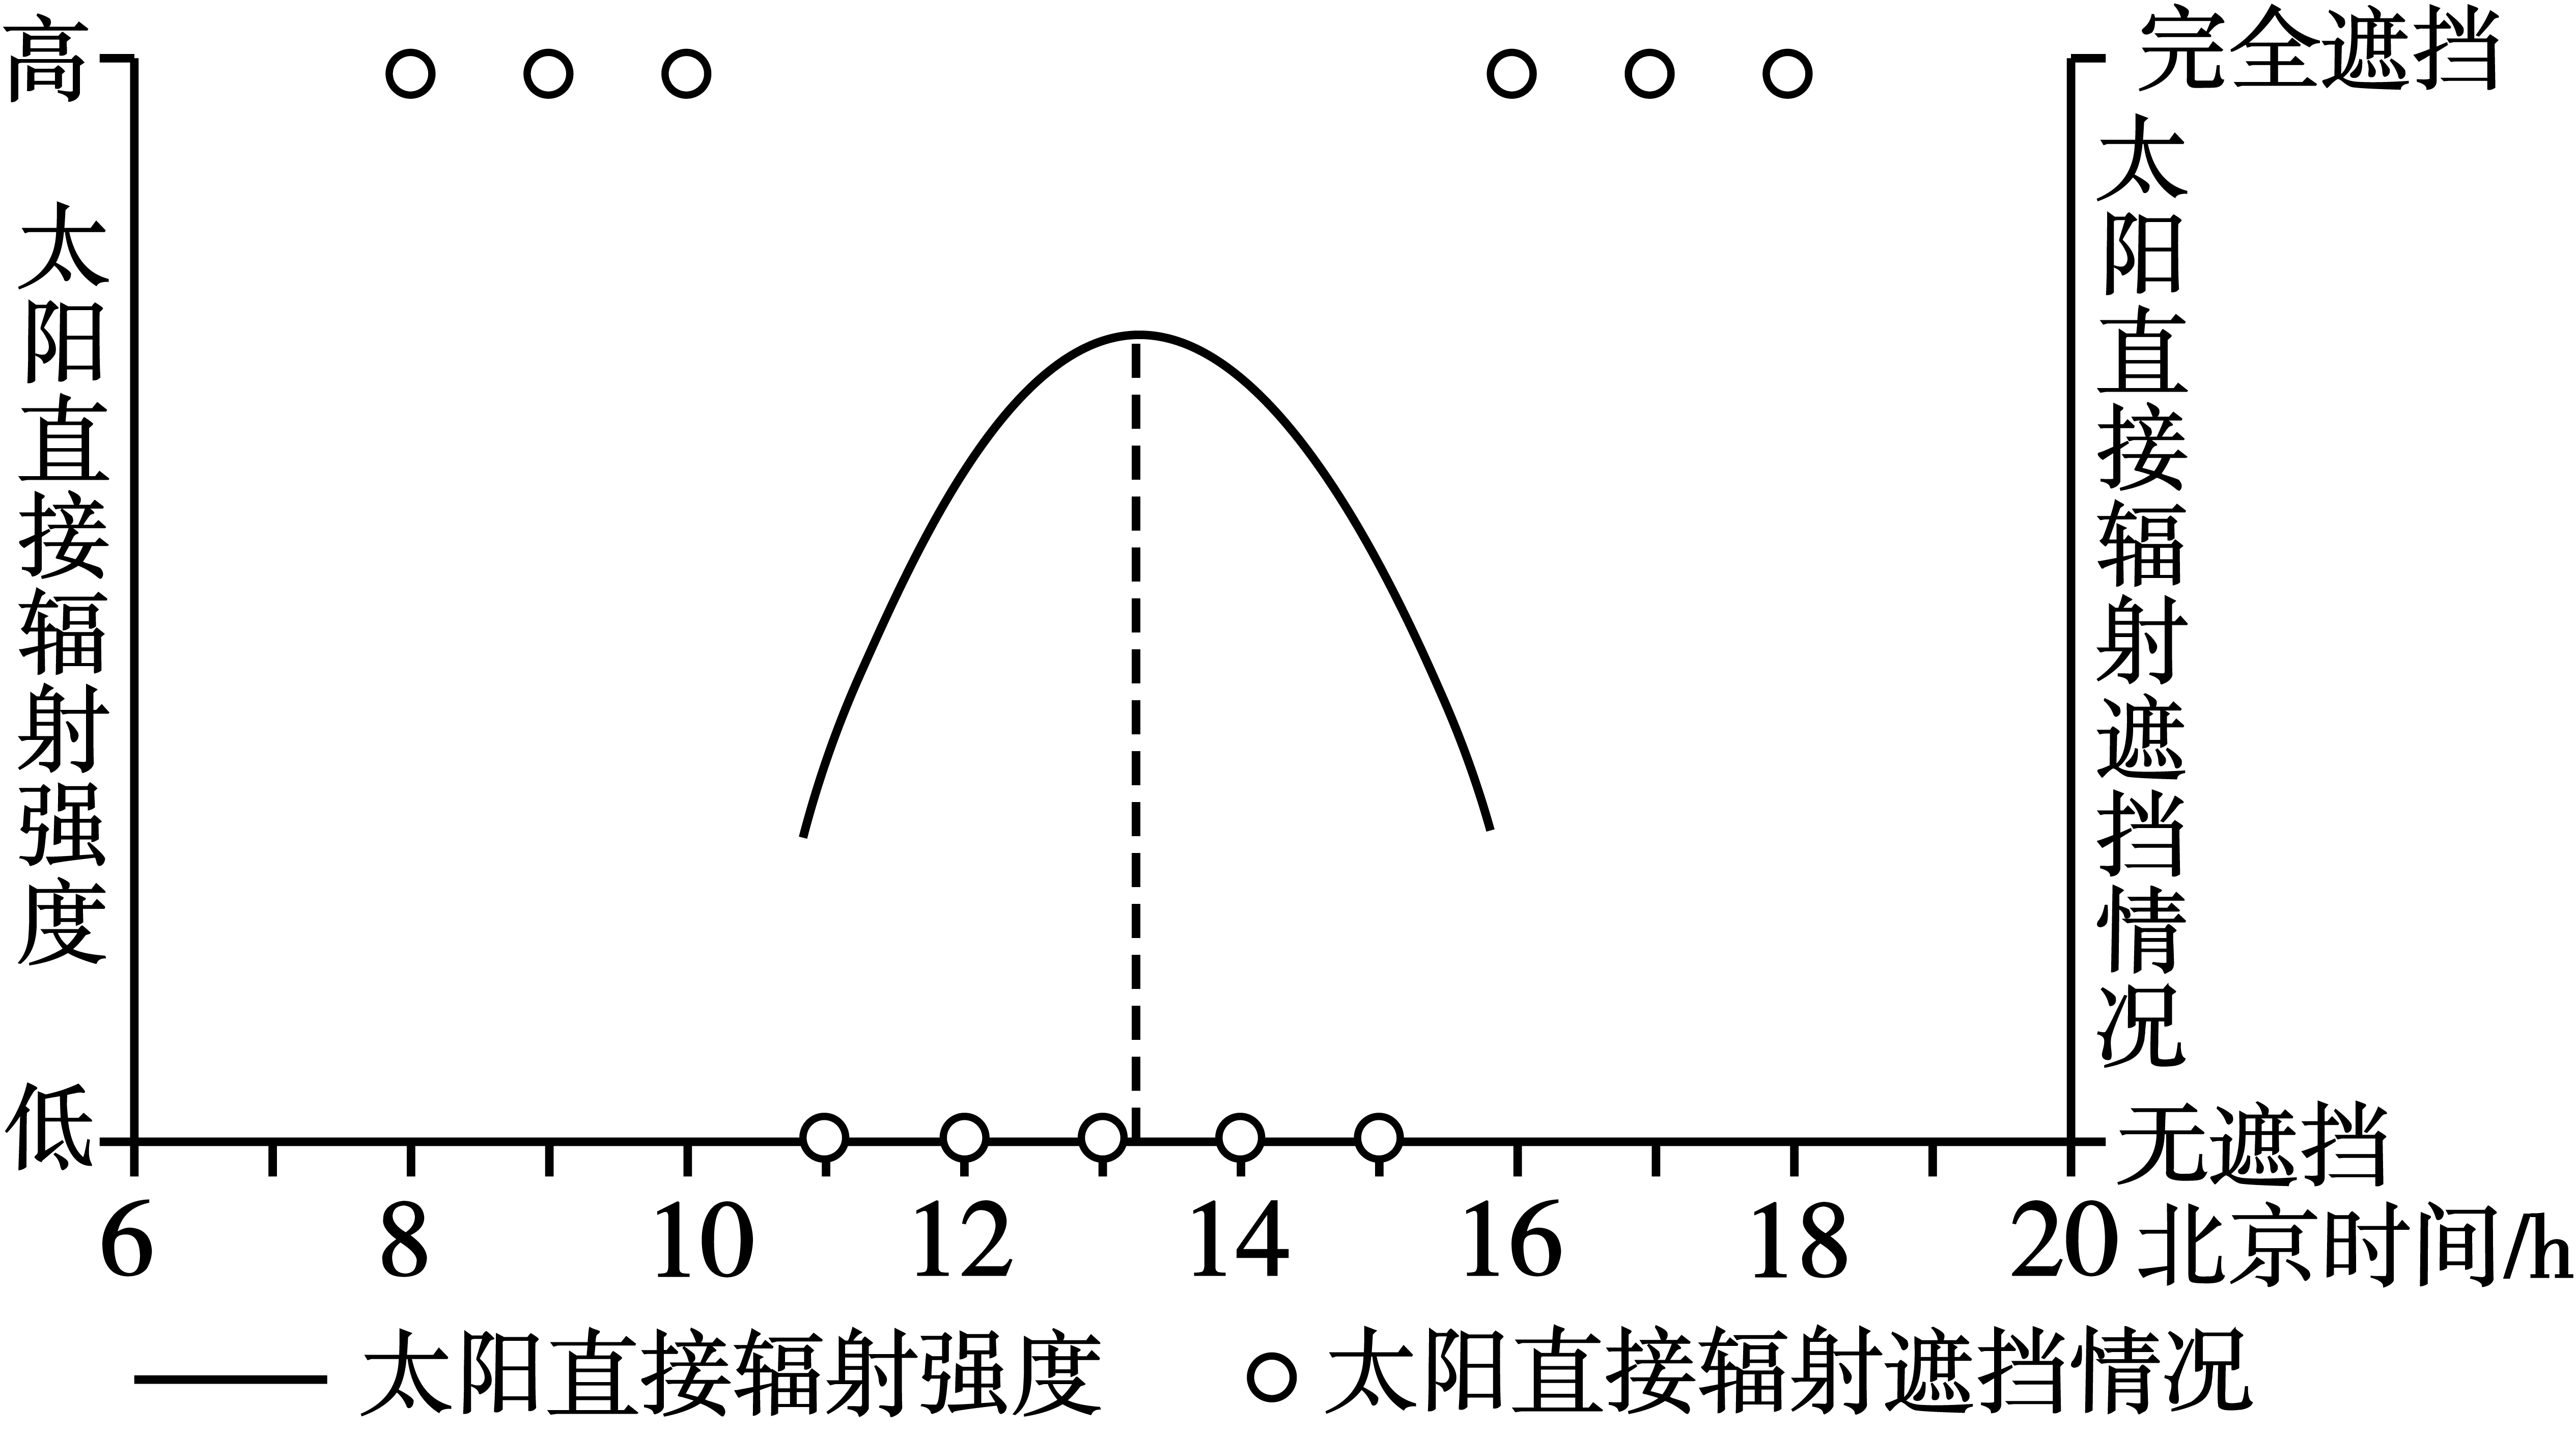 高
太阳直接辐射强度
低
完全遮挡
太阳直接辐射遮挡情况
无遮挡
6 8 10 12 14 16 18 20 北京时间/h
太阳直接辐射强度 太阳直接辐射遮挡情况